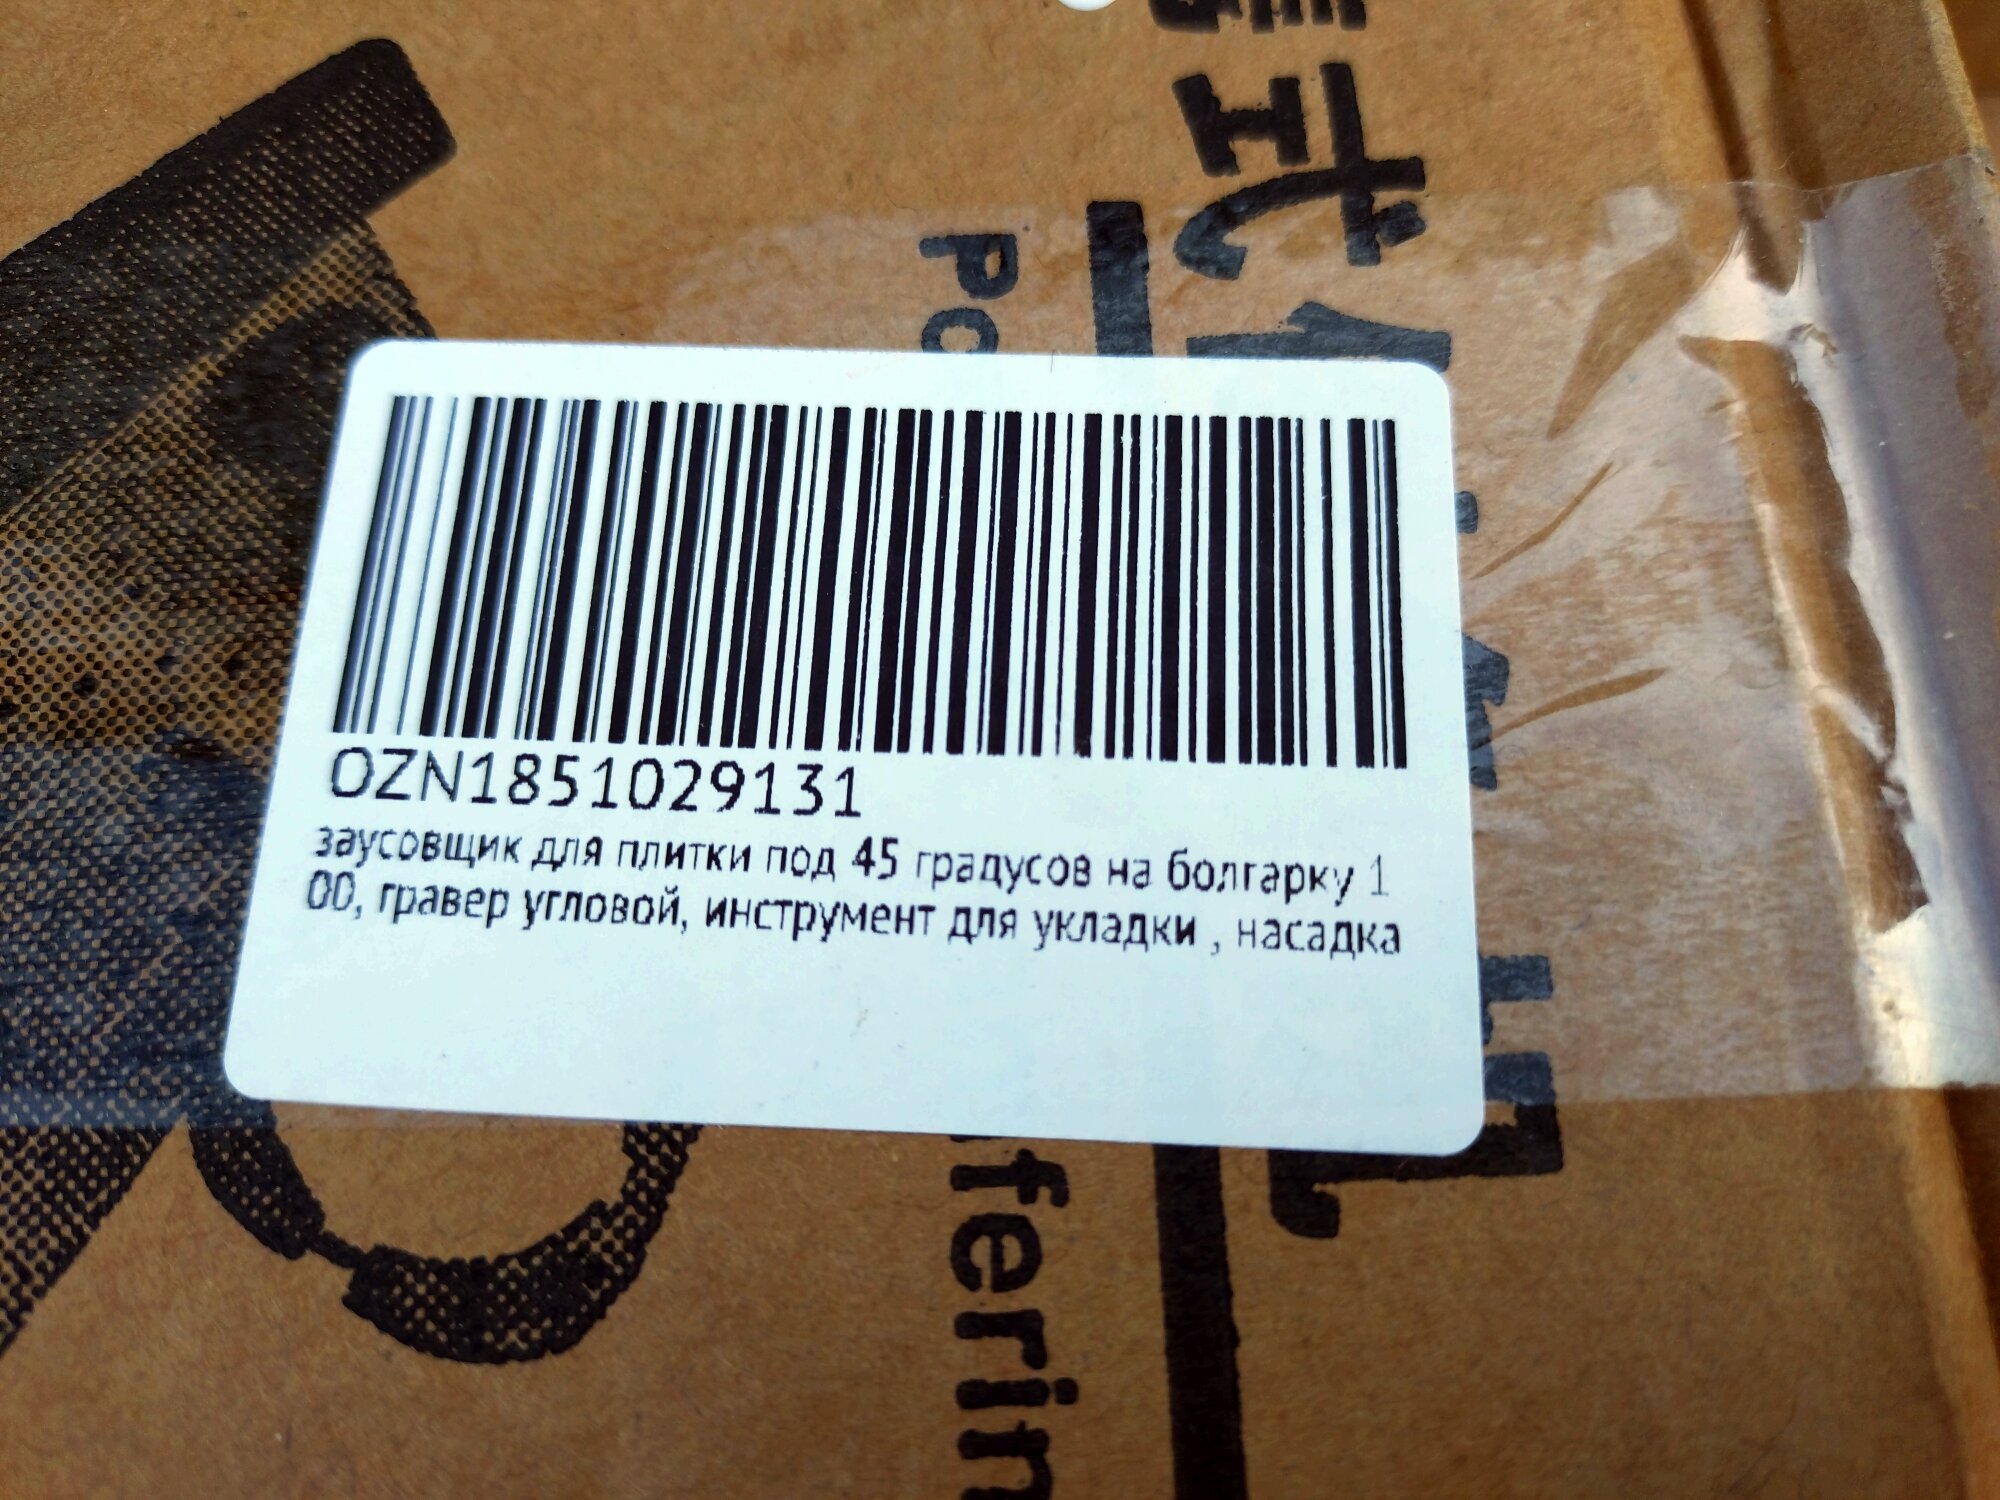 OZN1851029131
заусовщик для плитки под 45 градусов на болгарку 1
00, гравер угловой, инструмент для укладки , насадка